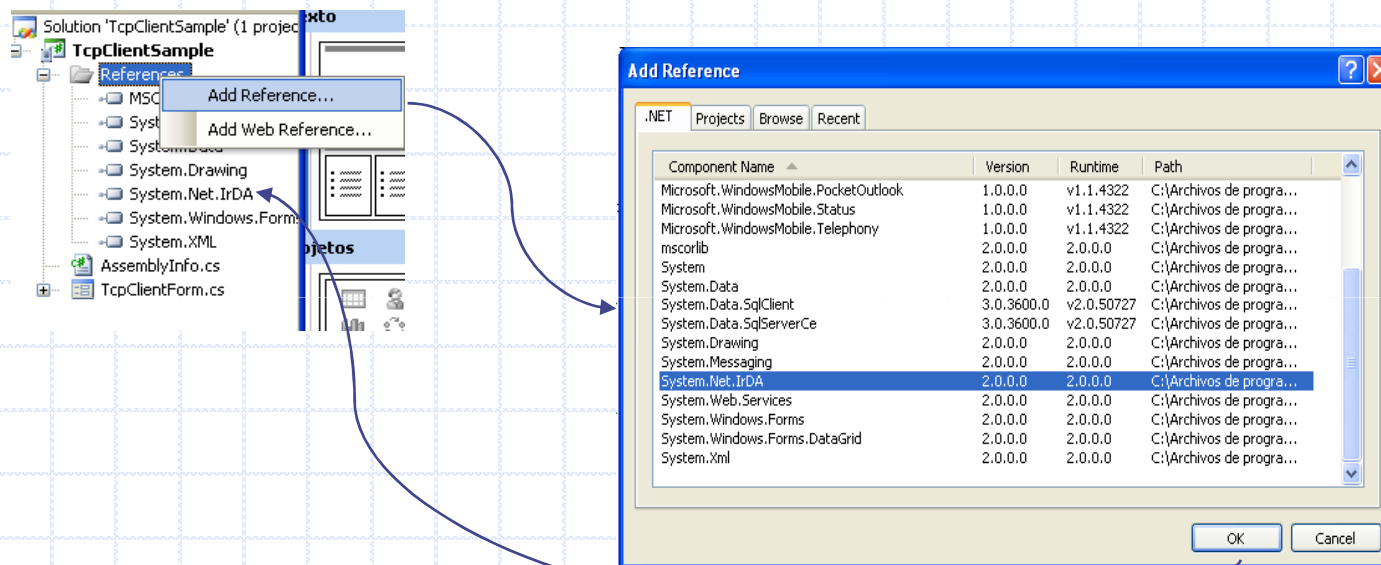 Solution 'TcpClientSample' (1 projec
exto
TcpClientSample
References
Add Reference...
MSC
Syst
Add Web Reference...
System.Data
System.Drawing
System.Net.IrDA
System.Windows.Forms
System.XML
ojetos
AssemblyInfo.cs
TcpClientForm.cs
Add Reference
.NET Projects Browse Recent
Component Name Version Runtime Path
Microsoft.WindowsMobile.PocketOutlook 1.0.0.0 v1.1.4322 C:\Archivos de progra...
Microsoft.WindowsMobile.Status 1.0.0.0 v1.1.4322 C:\Archivos de progra...
Microsoft.WindowsMobile.Telephony 1.0.0.0 v1.1.4322 C:\Archivos de progra...
mscorlib 2.0.0.0 2.0.0.0 C:\Archivos de progra...
System 2.0.0.0 2.0.0.0 C:\Archivos de progra...
System.Data 2.0.0.0 2.0.0.0 C:\Archivos de progra...
System.Data.SqlClient 3.0.3600.0 v2.0.50727 C:\Archivos de progra...
System.Data.SqlServerCe 3.0.3600.0 v2.0.50727 C:\Archivos de progra...
System.Drawing 2.0.0.0 2.0.0.0 C:\Archivos de progra...
System.Messaging 2.0.0.0 2.0.0.0 C:\Archivos de progra...
System.Net.IrDA 2.0.0.0 2.0.0.0 C:\Archivos de progra...
System.Web.Services 2.0.0.0 2.0.0.0 C:\Archivos de progra...
System.Windows.Forms 2.0.0.0 2.0.0.0 C:\Archivos de progra...
System.Windows.Forms.DataGrid 2.0.0.0 2.0.0.0 C:\Archivos de progra...
System.Xml 2.0.0.0 2.0.0.0 C:\Archivos de progra...
OK Cancel